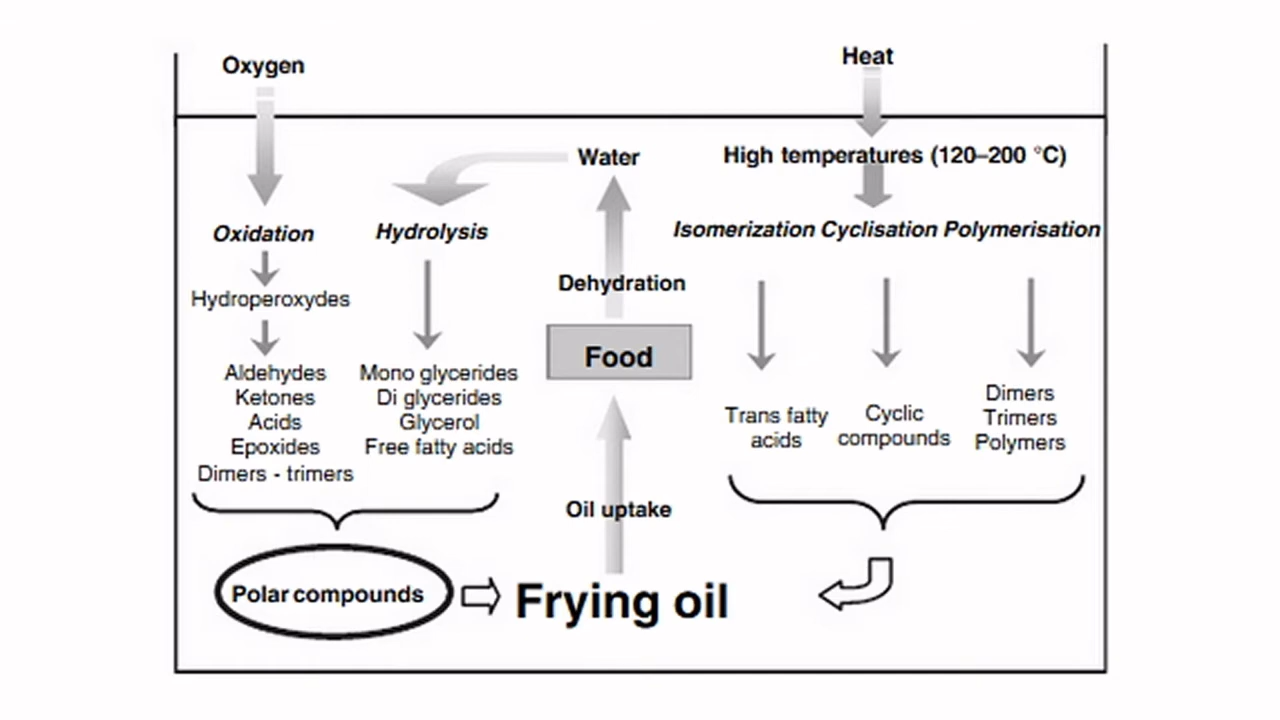 Oxygen
Heat
Water
High temperatures (120–200 °C)
Oxidation
Hydrolysis
Isomerization Cyclisation Polymerisation
Dehydration
Hydroperoxydes
Food
Aldehydes
Ketones
Acids
Epoxides
Dimers - trimers
Mono glycerides
Di glycerides
Glycerol
Free fatty acids
Trans fatty
acids
Cyclic
compounds
Dimers
Trimers
Polymers
Oil uptake
Polar compounds
Frying oil